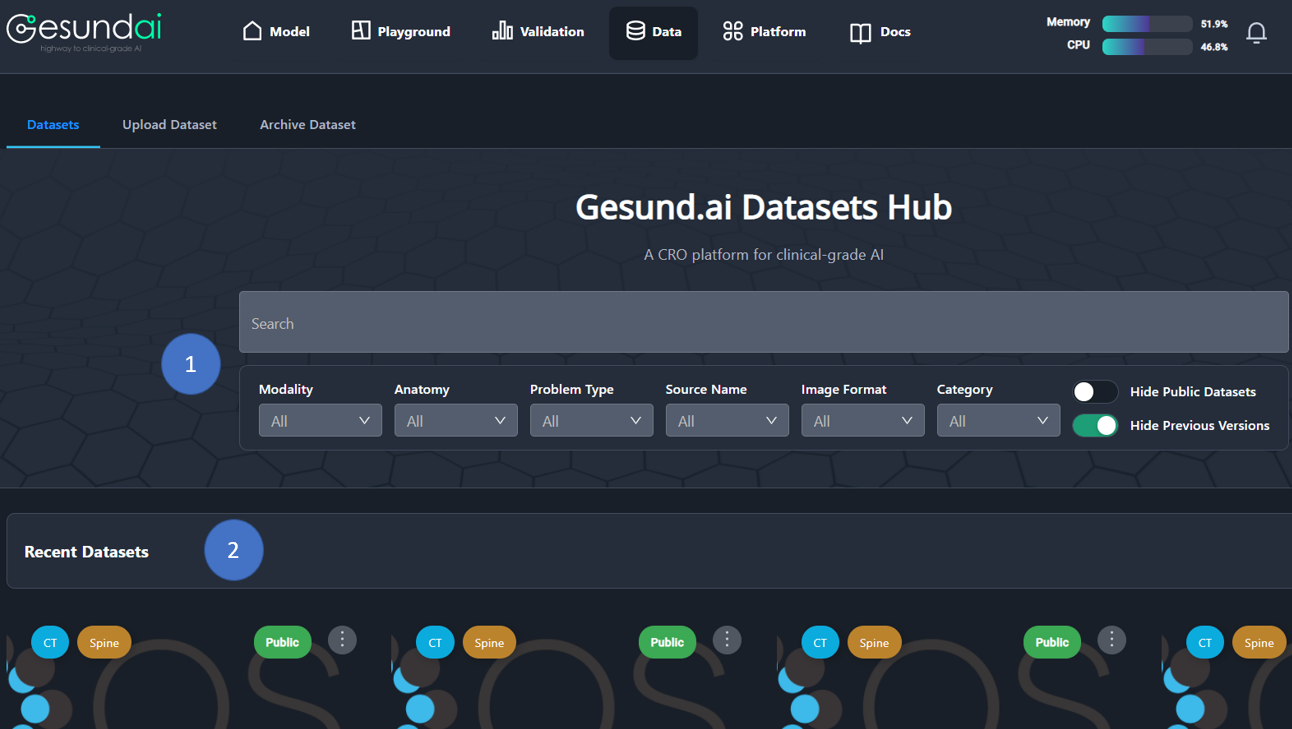 Gesundai
highway to clinical-grade AI
Model
Playground
Validation
Data
Platform
Docs
Memory
51.9%
CPU
46.8%
Datasets
Upload Dataset
Archive Dataset
Gesund.ai Datasets Hub
A CRO platform for clinical-grade AI
Search
1
Modality
Anatomy
Problem Type
Source Name
Image Format
Category
All
All
All
All
All
All
Hide Public Datasets
Hide Previous Versions
Recent Datasets
2
CT
Spine
Public
CT
Spine
Public
CT
Spine
Public
CT
Spine